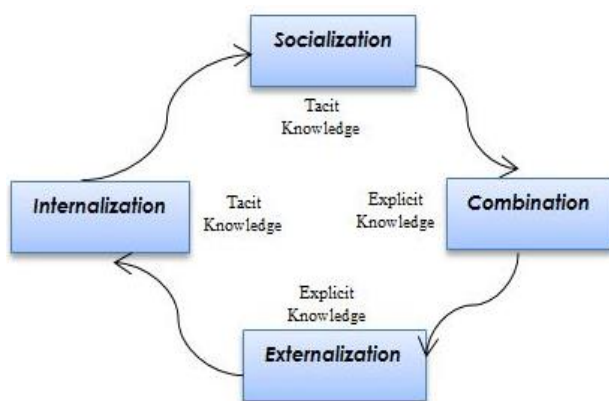 Socialization
Tacit
Knowledge
Internalization
Tacit
Knowledge
Explicit
Knowledge
Combination
Explicit
Knowledge
Externalization